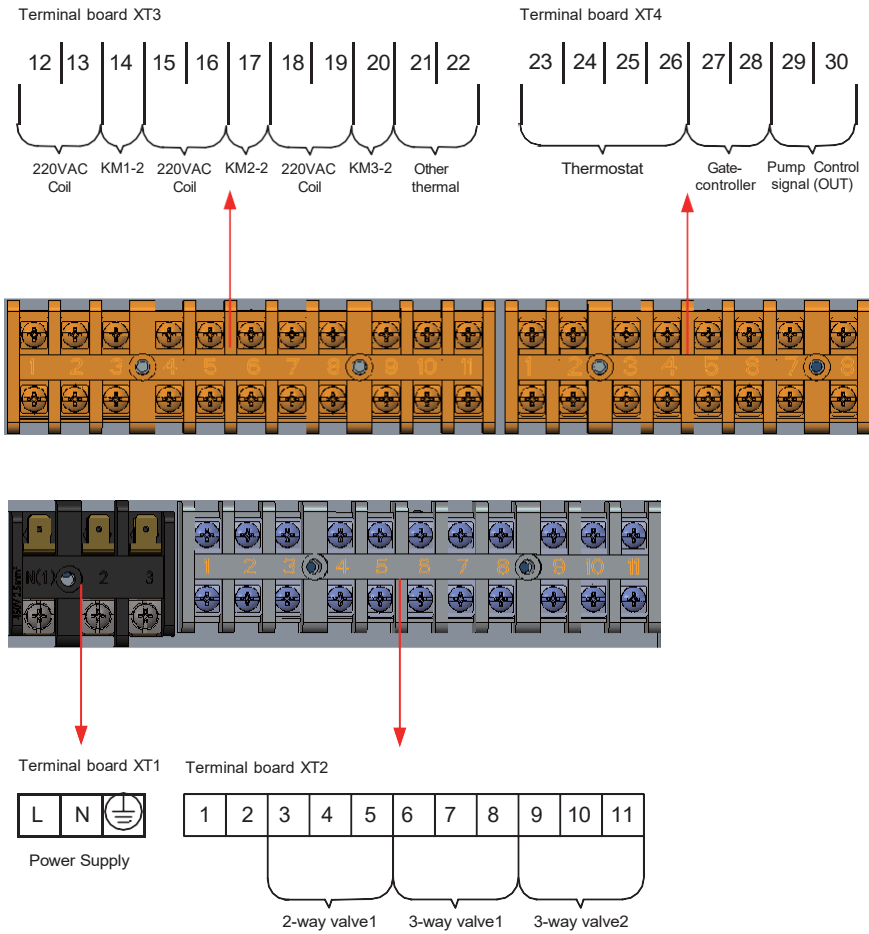 Terminal board XT3
Terminal board XT4
12 13 14 15 16 17 18 19 20 21 22
23 24 25 26 27 28 29 30
220VAC Coil
KM1-2
220VAC Coil
KM2-2
220VAC Coil
KM3-2
Other thermal
Thermostat
Gate-controller
Pump Control signal (OUT)
1 2 3 4 5 6 7 8 9 10 11
1 2 3 4 5 6 7 8
N(1) 2 3
1 2 3 4 5 6 7 8 9 10 11
Terminal board XT1
Terminal board XT2
L N
1 2 3 4 5 6 7 8 9 10 11
Power Supply
2-way valve1
3-way valve1
3-way valve2